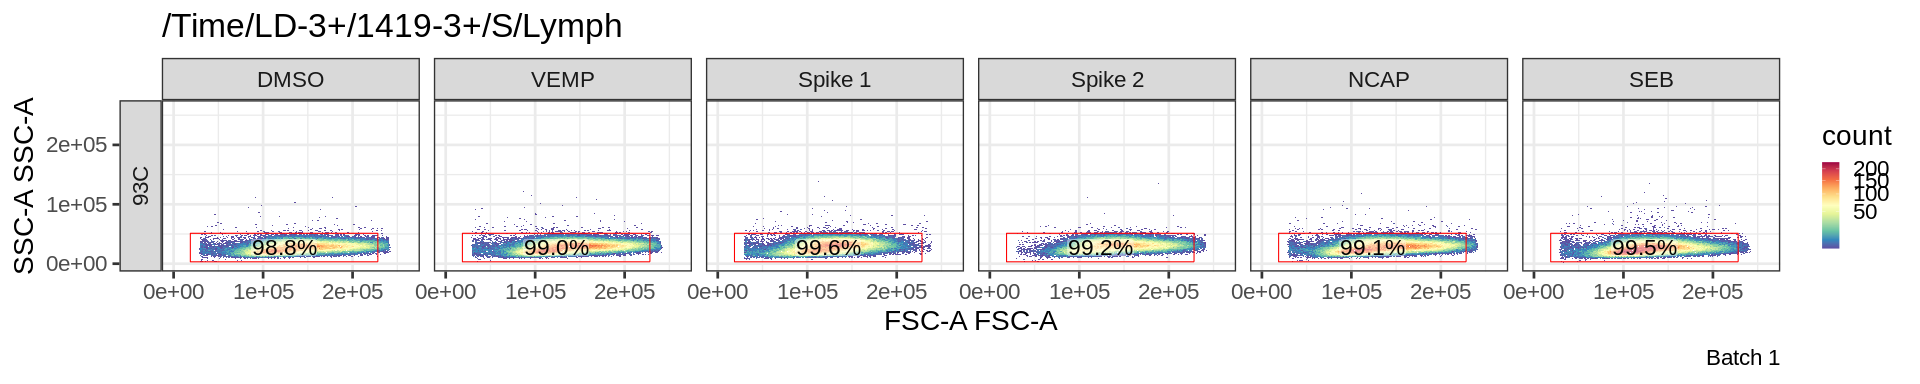 /Time/LD-3+/1419-3+/S/Lymph
DMSO VEMP Spike 1 Spike 2 NCAP SEB
SSC-A SSC-A
93C
2e+05
1e+05
0e+00
98.8% 99.0% 99.6% 99.2% 99.1% 99.5%
0e+00 1e+05 2e+05 0e+00 1e+05 2e+05 0e+00 1e+05 2e+05 0e+00 1e+05 2e+05 0e+00 1e+05 2e+05 0e+00 1e+05 2e+05
FSC-A FSC-A
count
200
150
100
50
Batch 1